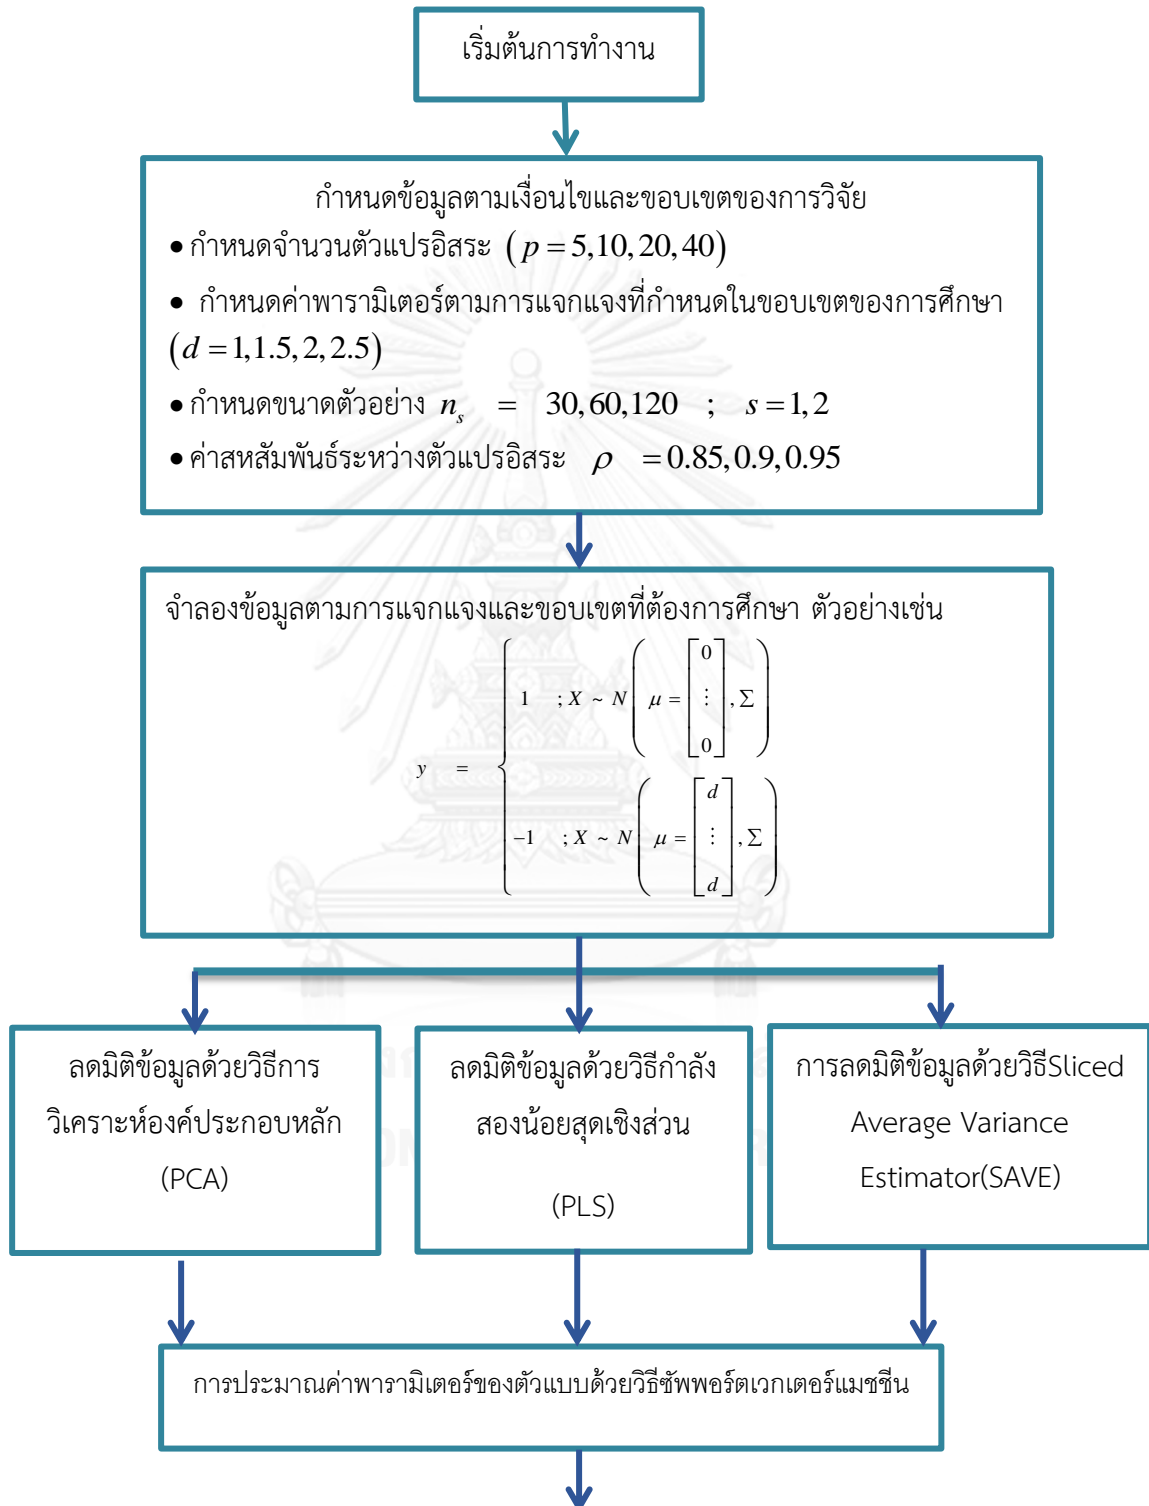 เริ่มต้นการทำงาน
กำหนดข้อมูลตามเงื่อนไขและขอบเขตของการวิจัย
• กำหนดจำนวนตัวแปรอิสระ (p = 5,10,20,40)
• กำหนดค่าพารามิเตอร์ตามการแจกแจงที่กำหนดในขอบเขตของการศึกษา
(d = 1,1.5,2,2.5)
• กำหนดขนาดตัวอย่าง n_s = 30,60,120 ; s = 1,2
• ค่าสหสัมพันธ์ระหว่างตัวแปรอิสระ ρ = 0.85,0.9,0.95
จำลองข้อมูลตามการแจกแจงและขอบเขตที่ต้องการศึกษา ตัวอย่างเช่น
y = { 1 ; X ~ N( μ = [0 ⋮ 0], Σ )
−1 ; X ~ N( μ = [d ⋮ d], Σ )
ลดมิติข้อมูลด้วยวิธีการ
วิเคราะห์องค์ประกอบหลัก
(PCA)
ลดมิติข้อมูลด้วยวิธีกำลัง
สองน้อยสุดเชิงส่วน
(PLS)
การลดมิติข้อมูลด้วยวิธีSliced
Average Variance
Estimator(SAVE)
การประมาณค่าพารามิเตอร์ของตัวแบบด้วยวิธีซัพพอร์ตเวกเตอร์แมชชีน